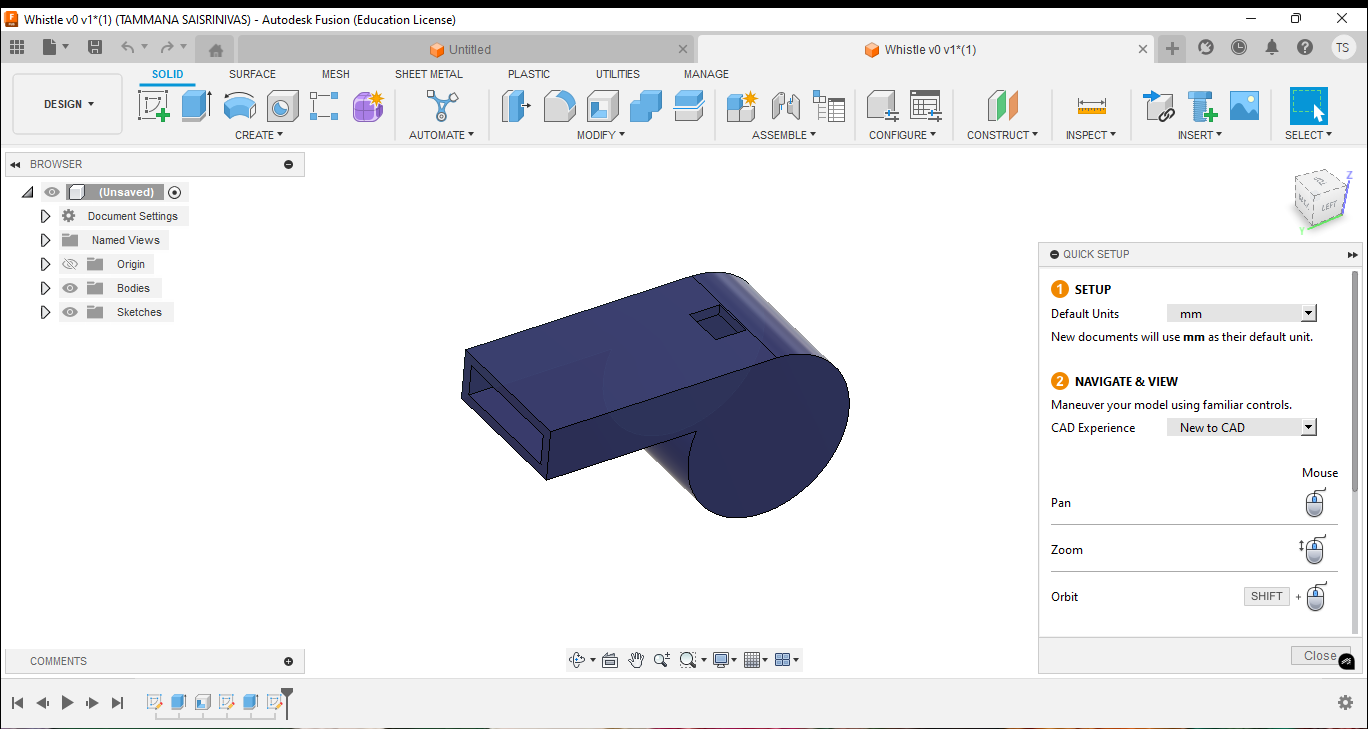 Whistle v0 v1*(1) (TAMMANA SAISRINIVAS) - Autodesk Fusion (Education License)
Untitled
Whistle v0 v1*(1)
TS
SOLID SURFACE MESH SHEET METAL PLASTIC UTILITIES MANAGE
DESIGN
CREATE AUTOMATE MODIFY ASSEMBLE CONFIGURE CONSTRUCT INSPECT INSERT SELECT
BROWSER
(Unsaved)
Document Settings
Named Views
Origin
Bodies
Sketches
Z
LEFT
Y
QUICK SETUP
1 SETUP
Default Units mm
New documents will use mm as their default unit.
2 NAVIGATE & VIEW
Maneuver your model using familiar controls.
CAD Experience New to CAD
Mouse
Pan
Zoom
Orbit SHIFT +
Close
COMMENTS